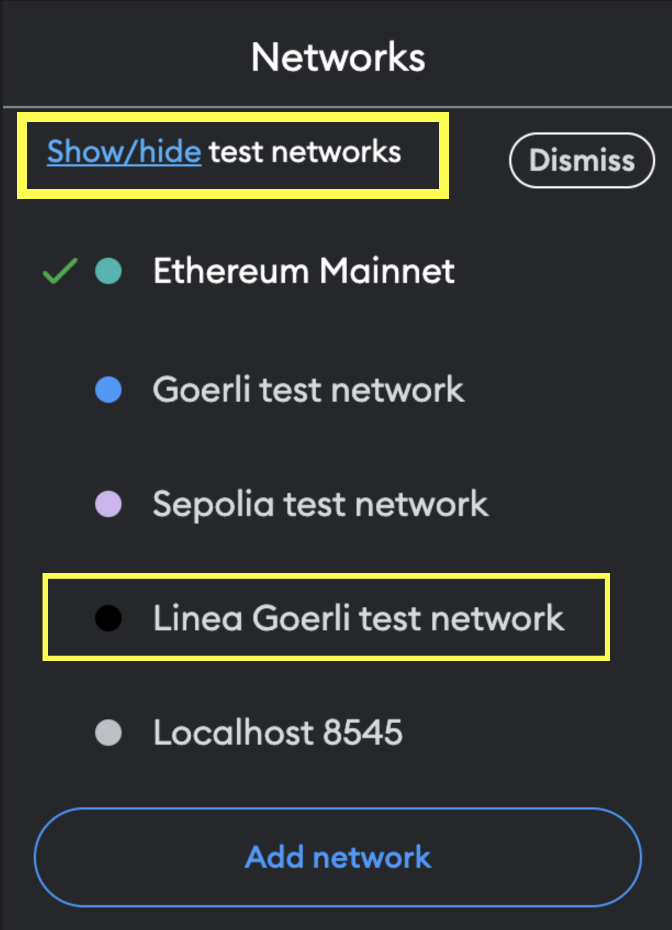 Networks
Show/hide test networks
Dismiss
Ethereum Mainnet
Goerli test network
Sepolia test network
Linea Goerli test network
Localhost 8545
Add network